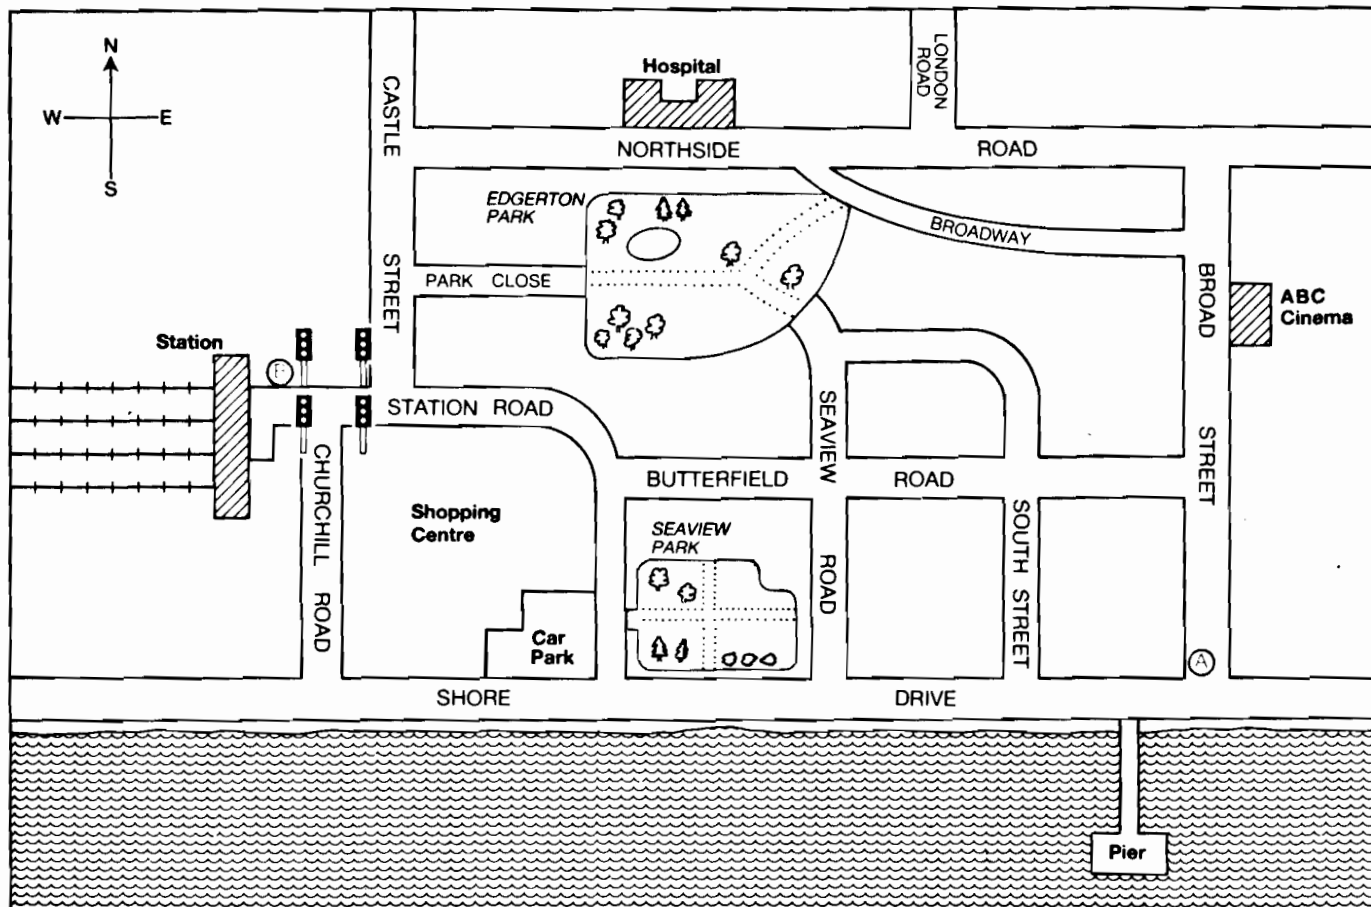 N
W E
S
CASTLE
STREET
Hospital
LONDON
ROAD
NORTHSIDE ROAD
EDGERTON
PARK
BROADWAY
PARK CLOSE
BROAD
STREET
ABC
Cinema
Station
B
STATION ROAD
SEAVIEW
ROAD
BUTTERFIELD ROAD
CHURCHILL ROAD
Shopping
Centre
SEAVIEW
PARK
SOUTH STREET
Car
Park
A
SHORE DRIVE
Pier